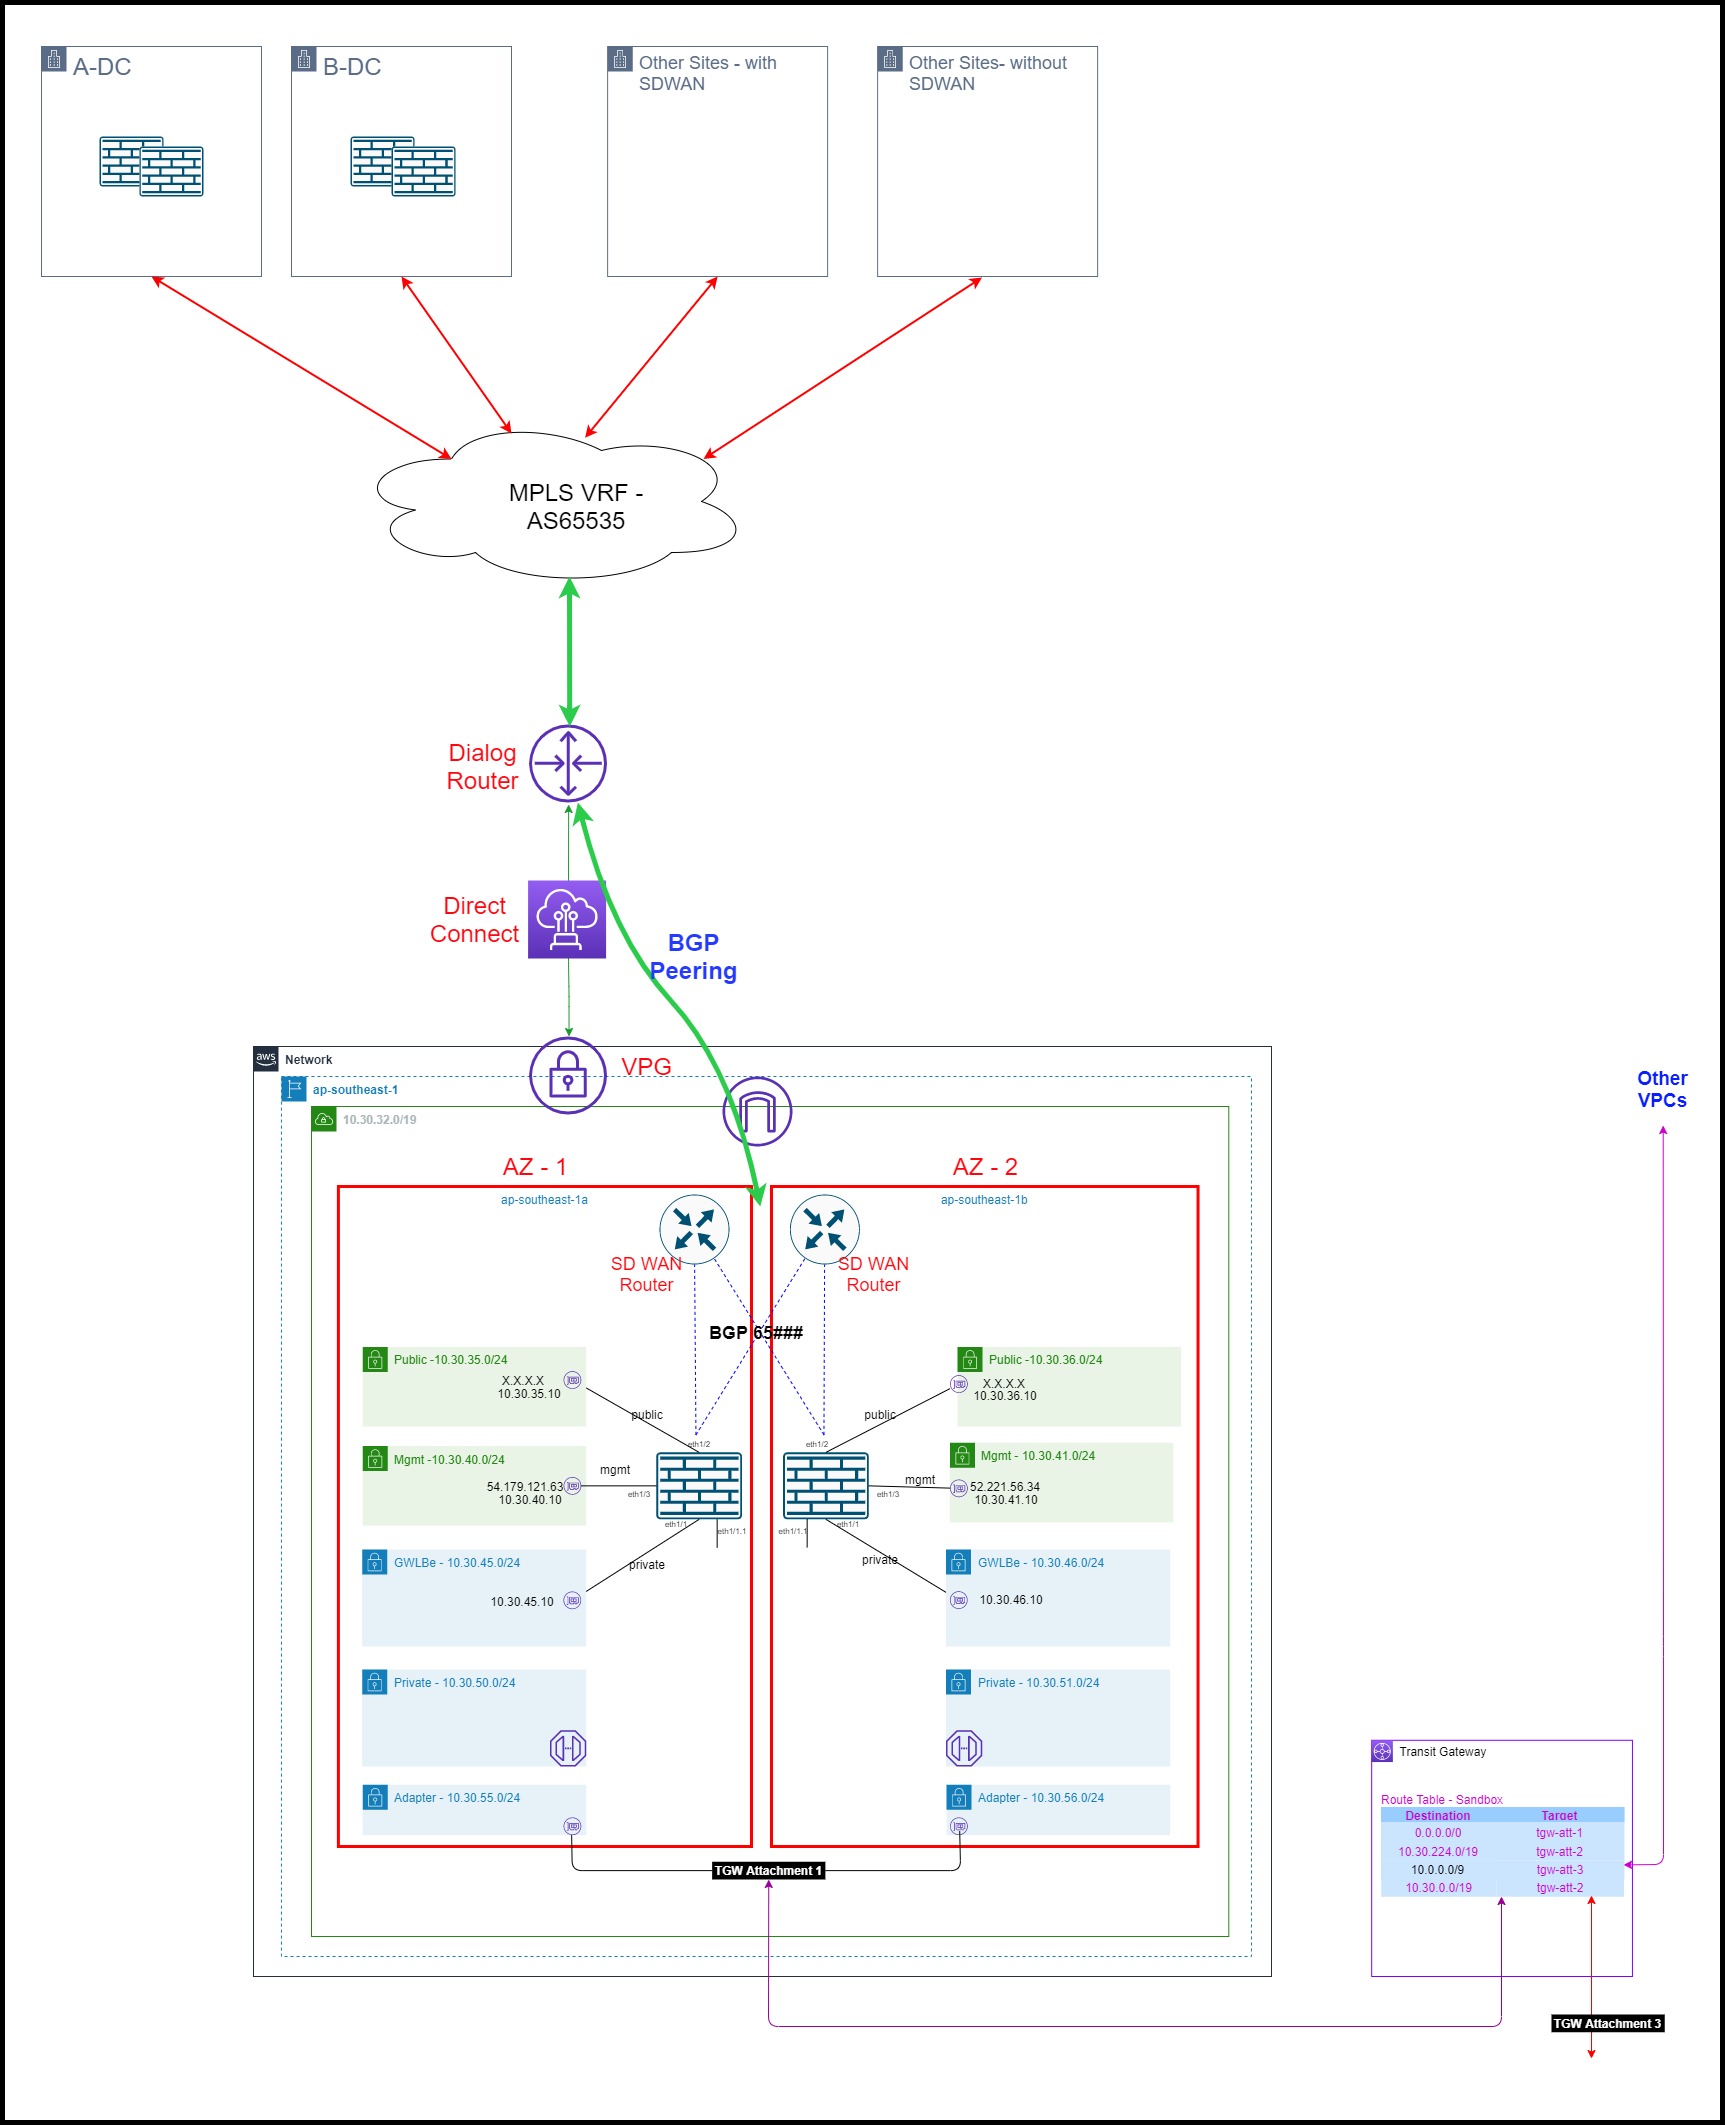 A-DC
B-DC
Other Sites - with
SDWAN
Other Sites- without
SDWAN
MPLS VRF -
AS65535
Dialog
Router
Direct
Connect
BGP
Peering
aws
Network
VPG
ap-southeast-1
10.30.32.0/19
Other
VPCs
AZ - 1
AZ - 2
ap-southeast-1a
ap-southeast-1b
SD WAN
Router
SD WAN
Router
BGP 65###
Public -10.30.35.0/24
X.X.X.X
10.30.35.10
public
Public -10.30.36.0/24
X.X.X.X
10.30.36.10
public
eth1/2
eth1/2
Mgmt -10.30.40.0/24
54.179.121.63
10.30.40.10
mgmt
eth1/3
Mgmt - 10.30.41.0/24
52.221.56.34
10.30.41.10
mgmt
eth1/3
eth1/1
eth1/1.1
eth1/1.1
eth1/1
GWLBe - 10.30.45.0/24
10.30.45.10
private
GWLBe - 10.30.46.0/24
10.30.46.10
private
Private - 10.30.50.0/24
Private - 10.30.51.0/24
Adapter - 10.30.55.0/24
Adapter - 10.30.56.0/24
TGW Attachment 1
Transit Gateway
Route Table - Sandbox
Destination Target
0.0.0.0/0 tgw-att-1
10.30.224.0/19 tgw-att-2
10.0.0.0/9 tgw-att-3
10.30.0.0/19 tgw-att-2
TGW Attachment 3